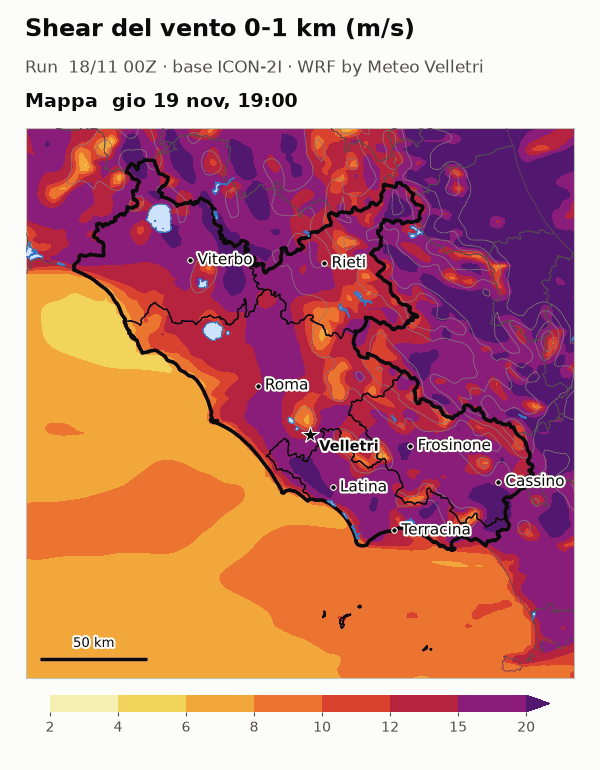 Shear del vento 0-1 km (m/s)
Run  18/11 00Z · base ICON-2I · WRF by Meteo Velletri
Mappa  gio 19 nov, 19:00
Viterbo
Rieti
Roma
Velletri
Frosinone
Latina
Cassino
Terracina
50 km
2 4 6 8 10 12 15 20